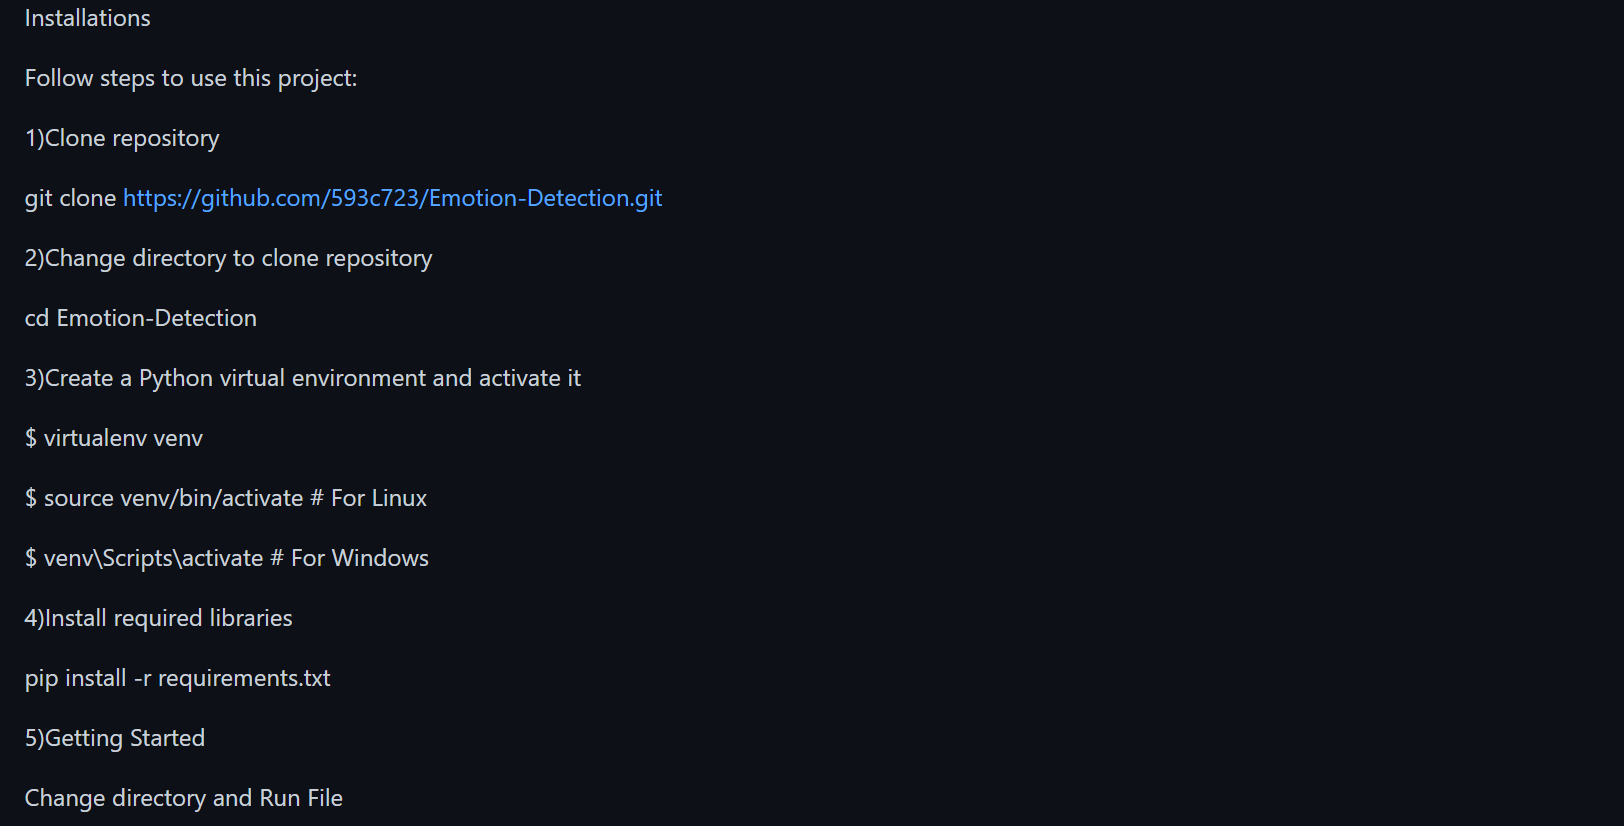 Installations
Follow steps to use this project:
1)Clone repository
git clone https://github.com/593c723/Emotion-Detection.git
2)Change directory to clone repository
cd Emotion-Detection
3)Create a Python virtual environment and activate it
$ virtualenv venv
$ source venv/bin/activate # For Linux
$ venv\Scripts\activate # For Windows
4)Install required libraries
pip install -r requirements.txt
5)Getting Started
Change directory and Run File